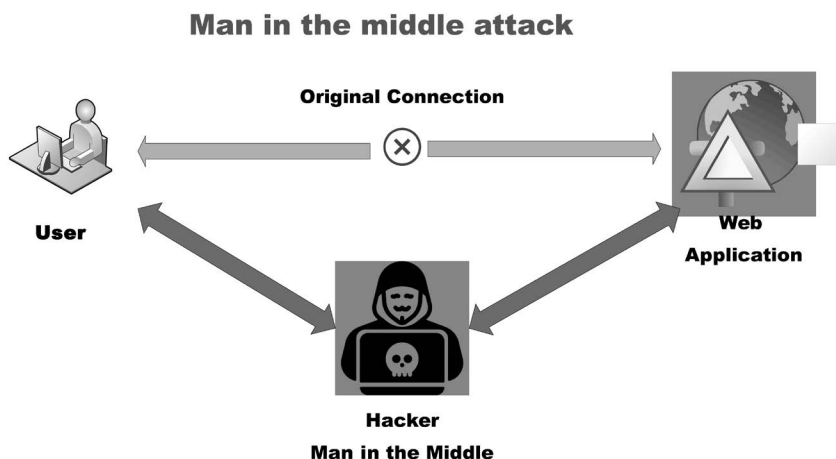 Man in the middle attack
Original Connection
User
Web
Application
Hacker
Man in the Middle